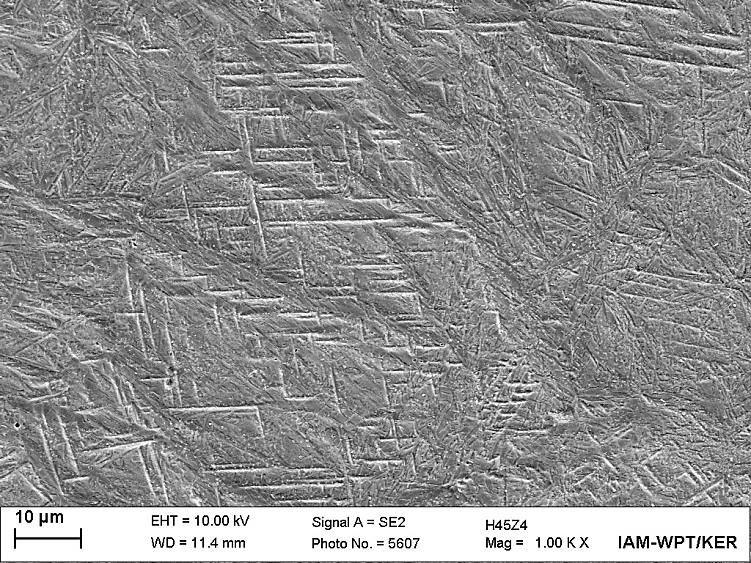 10 µm
EHT = 10.00 kV
WD = 11.4 mm
Signal A = SE2
Photo No. = 5607
H45Z4
Mag = 1.00 K X
IAM-WPT/KER